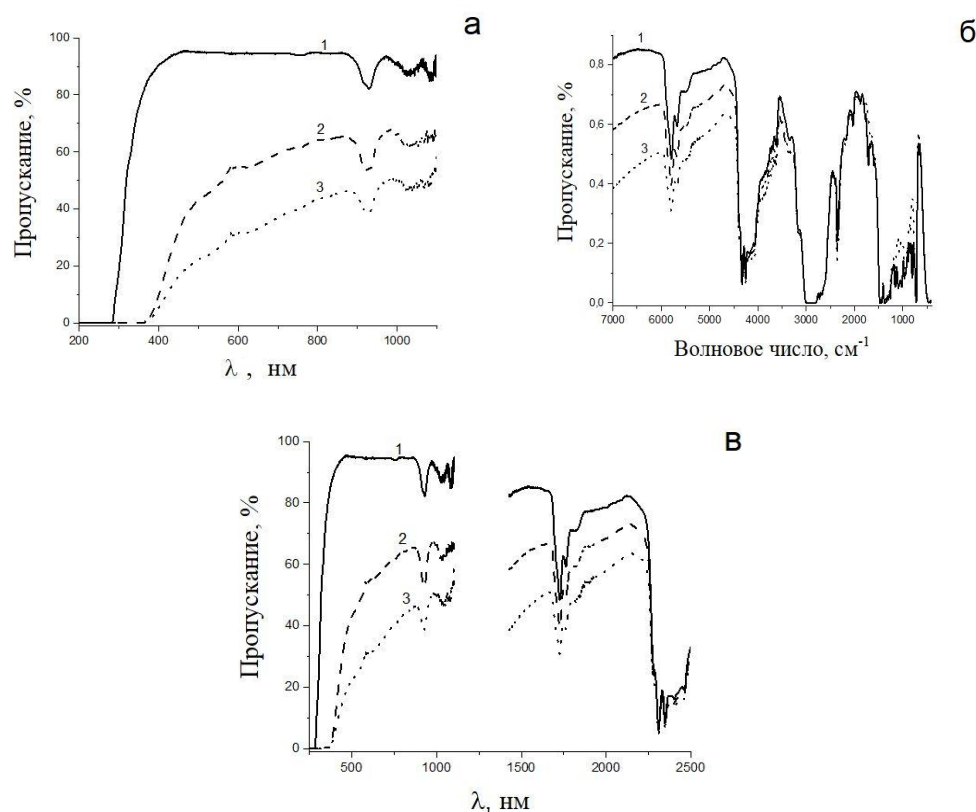 а
Пропускание, %
100
80
60
40
20
0
1
2
3
200 400 600 800 1000
λ , нм
б
Пропускание, %
0,8
0,6
0,4
0,2
0,0
1
2
3
7000 6000 5000 4000 3000 2000 1000
Волновое число, см⁻¹
в
Пропускание, %
100
80
60
40
20
0
1
2
3
500 1000 1500 2000 2500
λ, нм